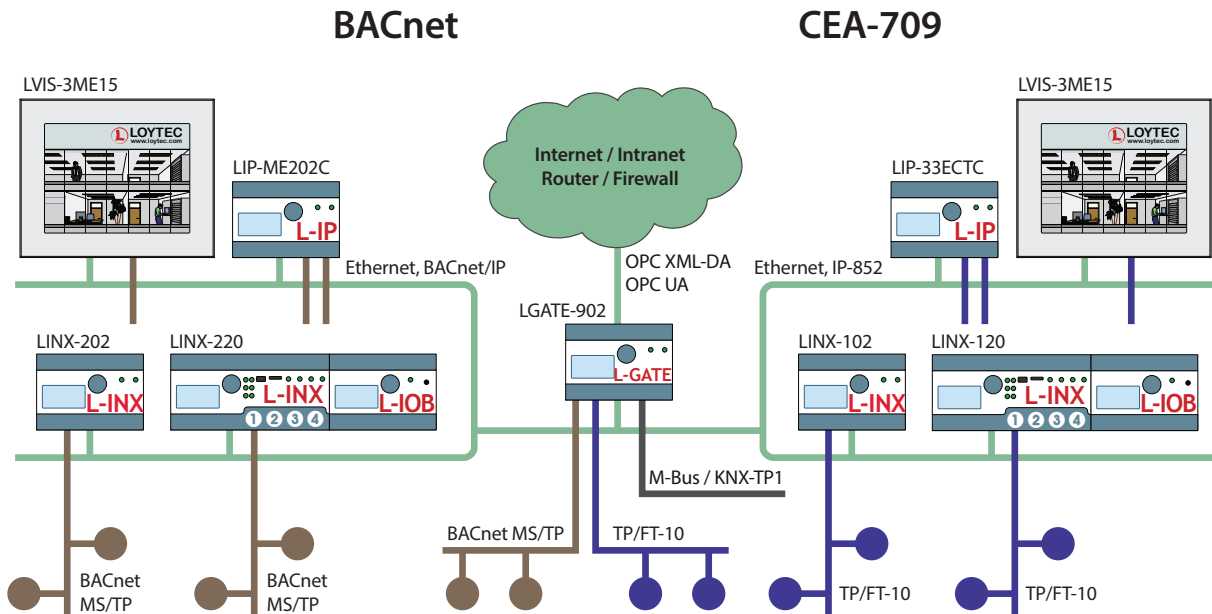 BACnet
CEA-709
LVIS-3ME15
LOYTEC
www.loytec.com
LIP-ME202C
L-IP
Internet / Intranet
Router / Firewall
LIP-33ECTC
L-IP
LVIS-3ME15
LOYTEC
www.loytec.com
Ethernet, BACnet/IP
OPC XML-DA
OPC UA
Ethernet, IP-852
LGATE-902
L-GATE
LINX-202
L-INX
LINX-220
L-INX
1 2 3 4
L-IOB
LINX-102
L-INX
LINX-120
L-INX
1 2 3 4
L-IOB
M-Bus / KNX-TP1
BACnet MS/TP
TP/FT-10
BACnet
MS/TP
BACnet
MS/TP
TP/FT-10
TP/FT-10